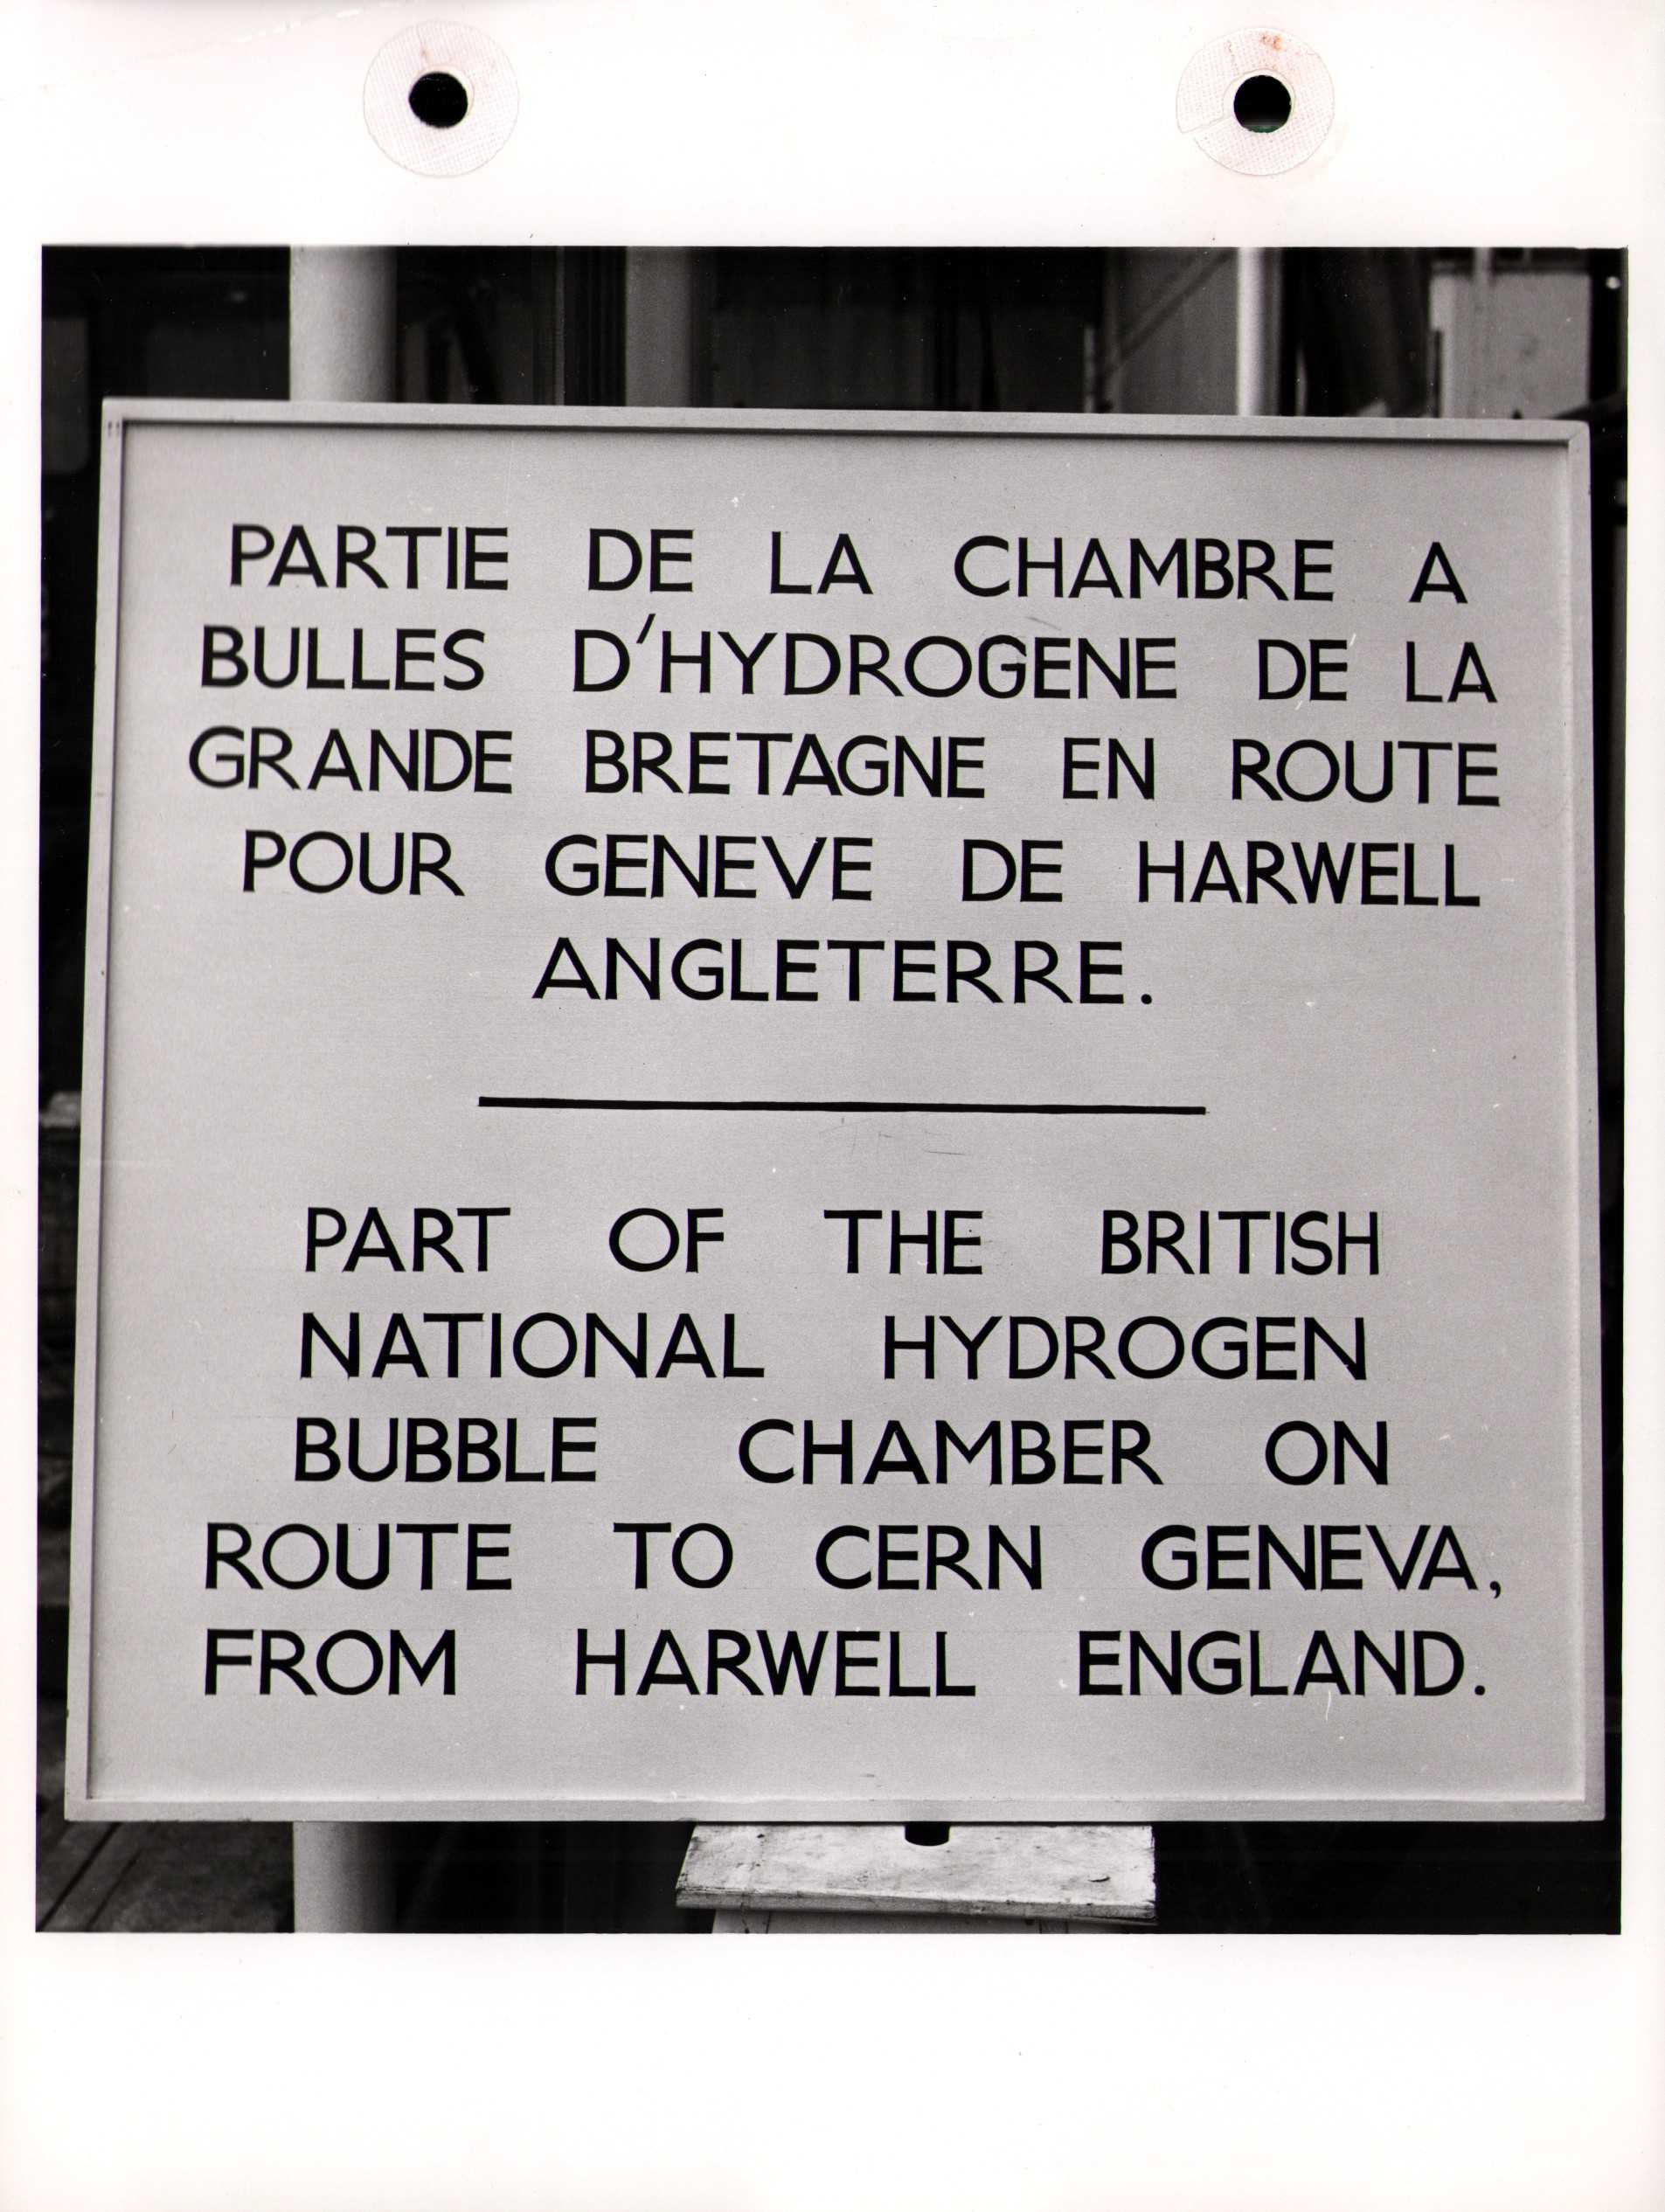 PARTIE DE LA CHAMBRE A
BULLES D'HYDROGENE DE LA
GRANDE BRETAGNE EN ROUTE
POUR GENEVE DE HARWELL
ANGLETERRE.
PART OF THE BRITISH
NATIONAL HYDROGEN
BUBBLE CHAMBER ON
ROUTE TO CERN GENEVA,
FROM HARWELL ENGLAND.